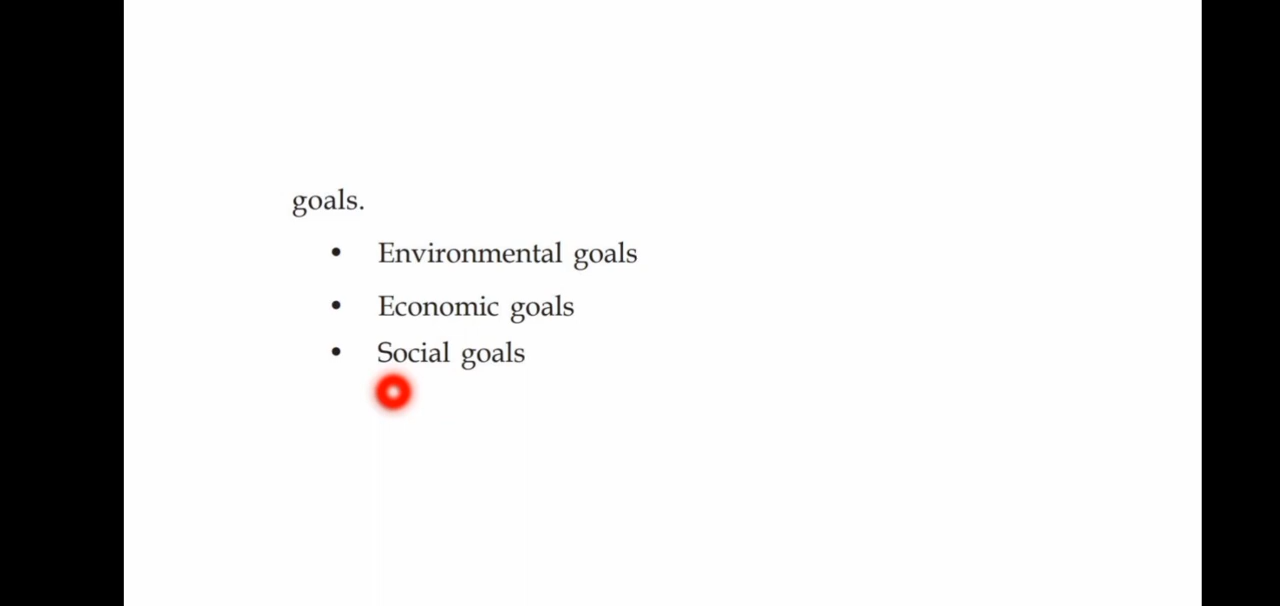 goals.
• Environmental goals
• Economic goals
• Social goals